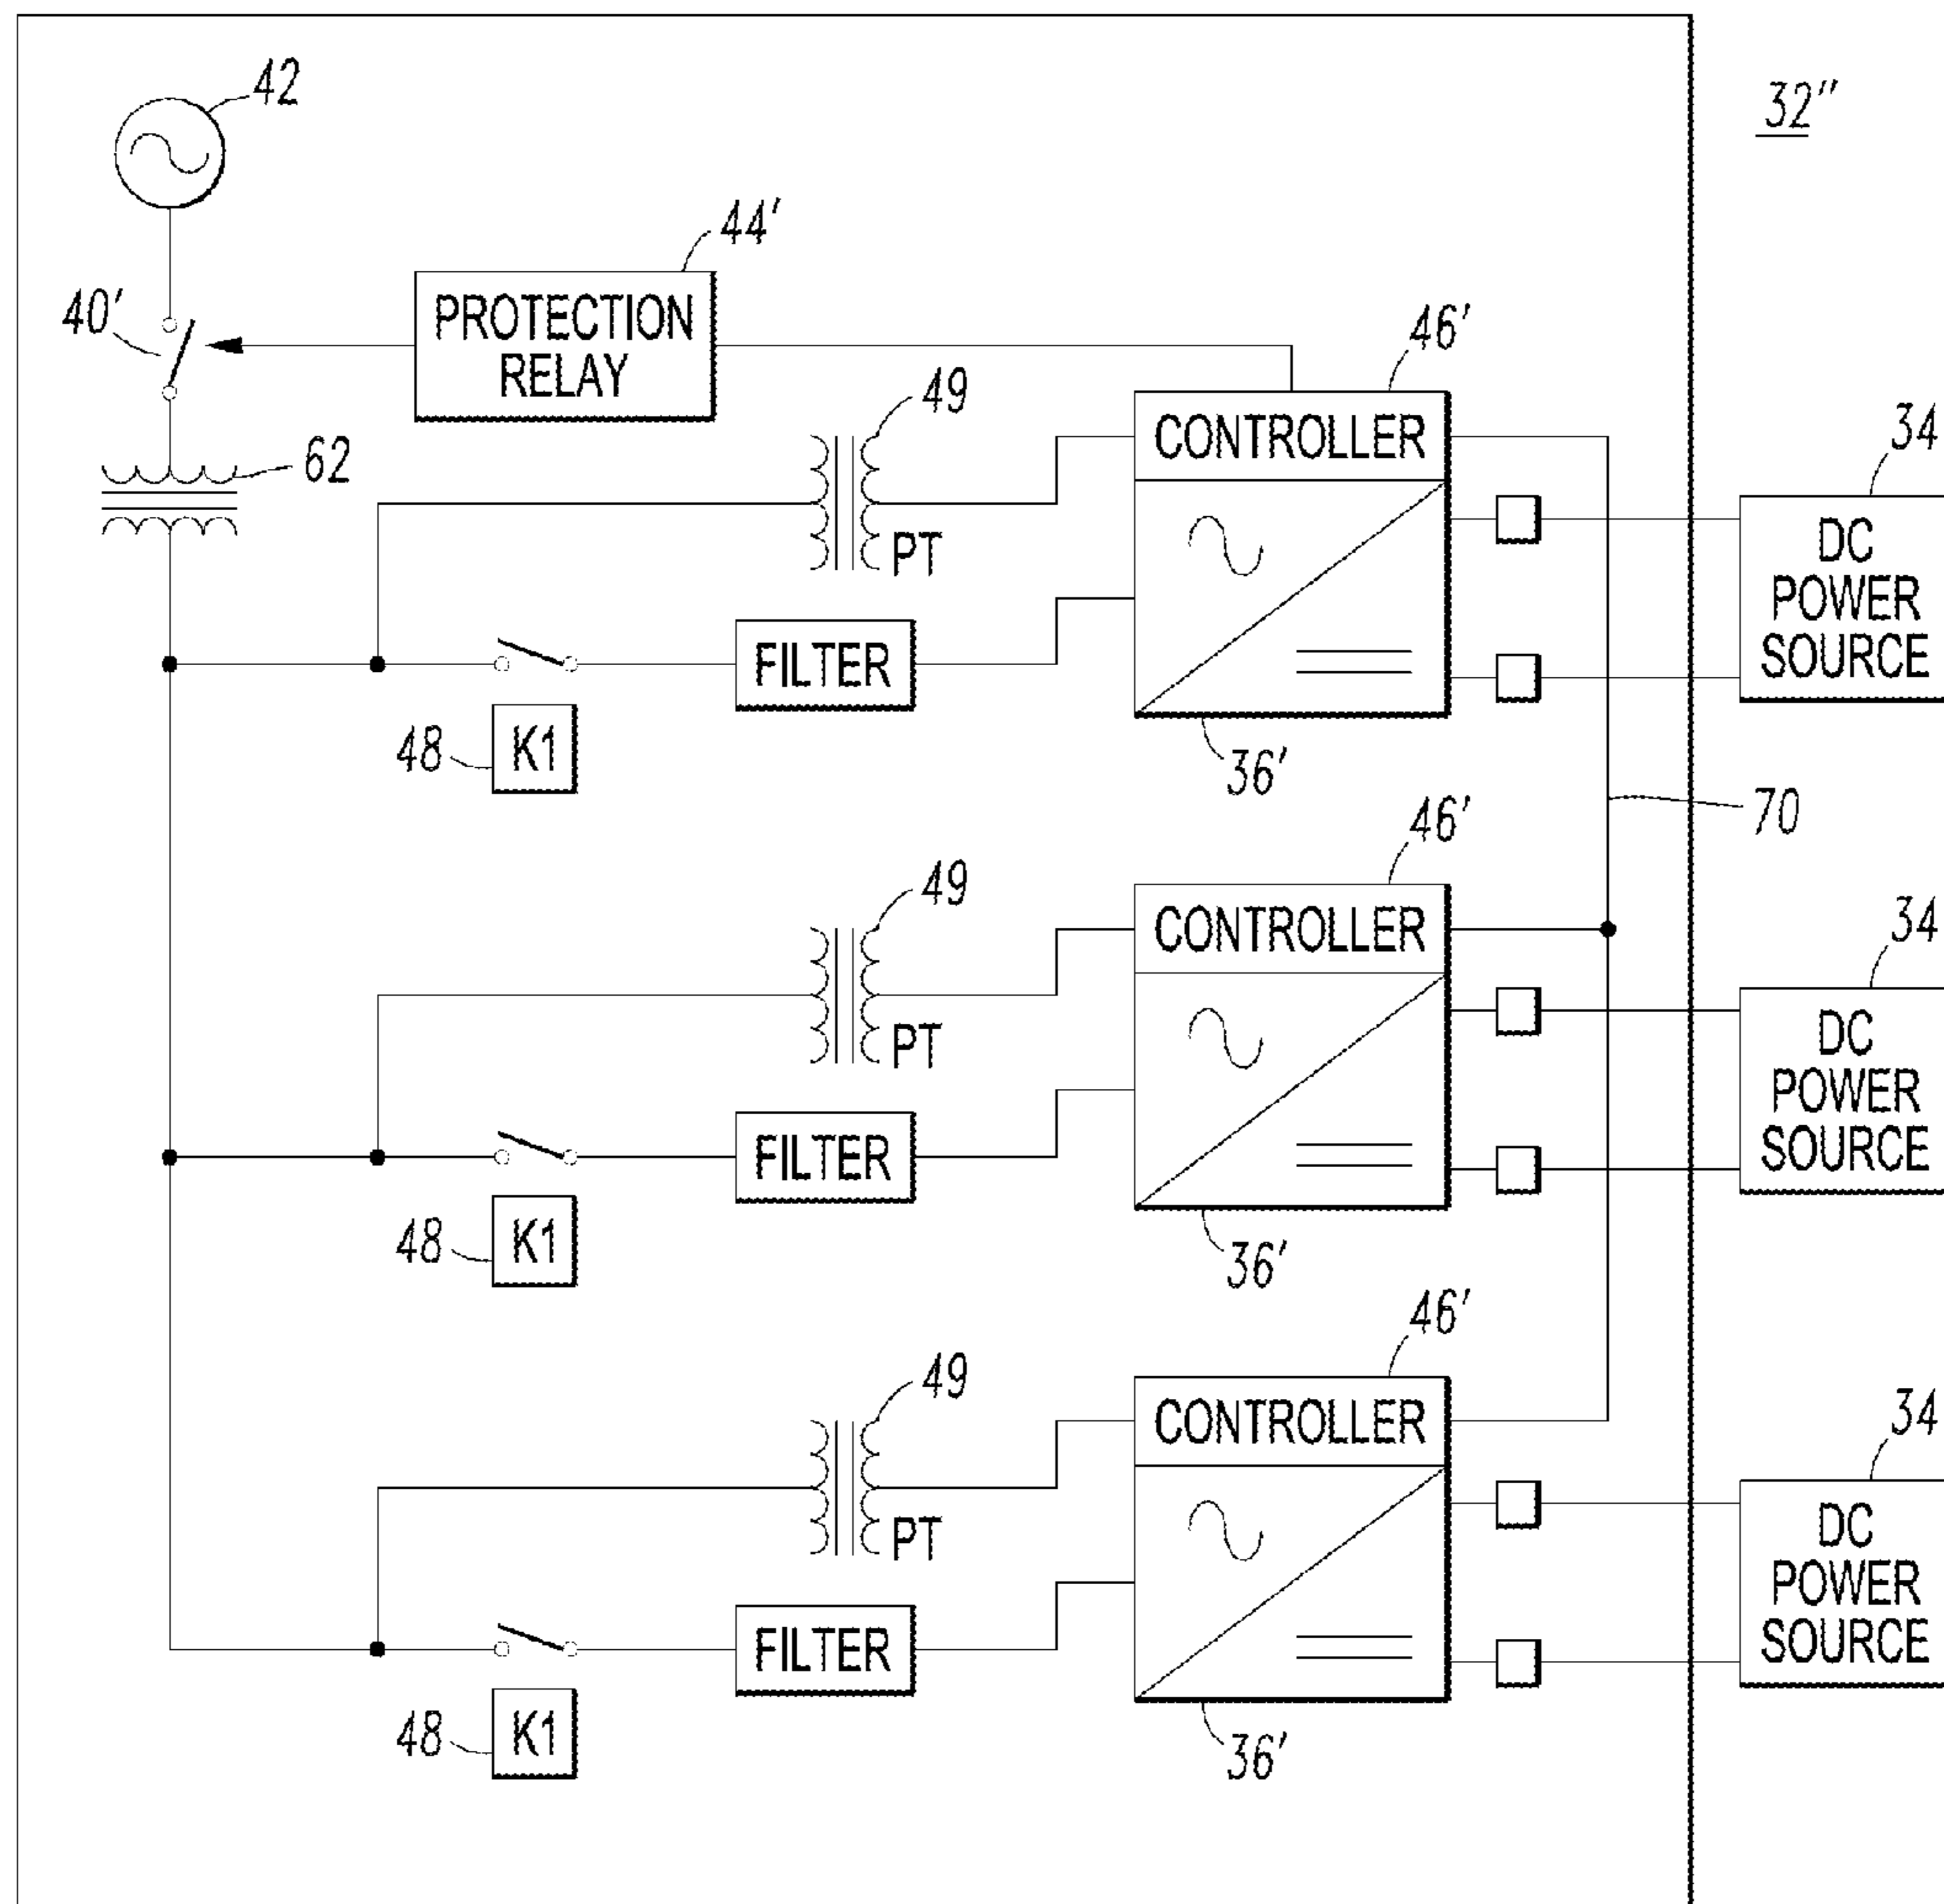 42
32"
44'
40'
PROTECTION
RELAY
46'
49
CONTROLLER
34
62
PT
DC
POWER
SOURCE
FILTER
48
K1
36'
70
46'
49
CONTROLLER
34
PT
DC
POWER
SOURCE
FILTER
48
K1
36'
46'
49
CONTROLLER
34
PT
DC
POWER
SOURCE
FILTER
48
K1
36'